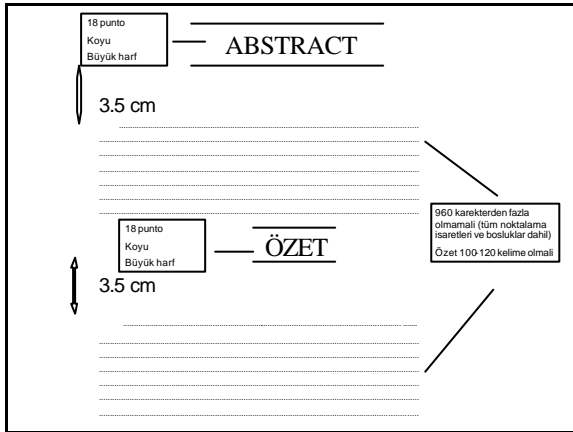 18 punto
Koyu
Büyük harf
ABSTRACT
3.5 cm
960 karekterden fazla
olmamali (tüm noktalama
isaretleri ve bosluklar dahil)
Özet 100-120 kelime olmali
18 punto
Koyu
Büyük harf
ÖZET
3.5 cm